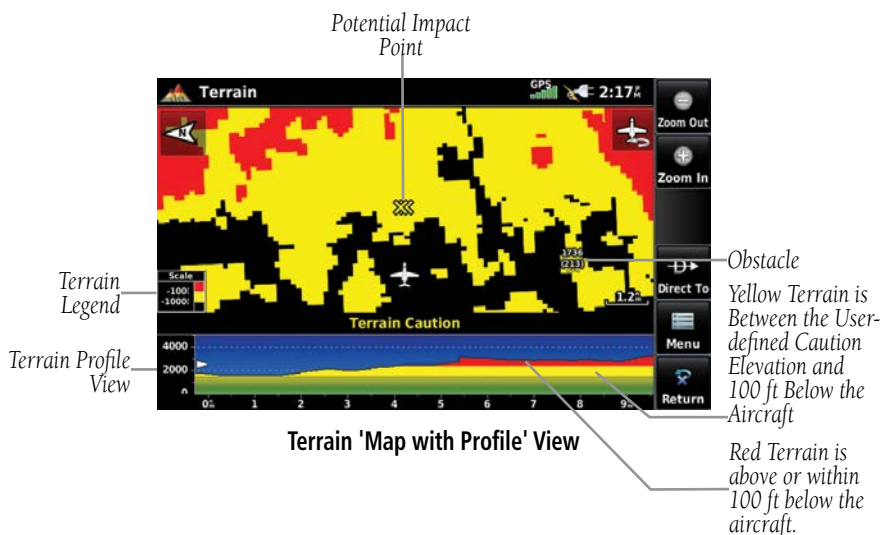 Potential Impact
Point
Terrain
GPS
2:17 P M
Zoom Out
Zoom In
N
1736
(213)
Obstacle
Terrain
Legend
Scale
-100'
-1000'
1.2
Direct To
Terrain Caution
Yellow Terrain is
Between the User-
defined Caution
Elevation and
100 ft Below the
Aircraft
Menu
Terrain Profile
View
4000
2000
0
0 1 2 3 4 5 6 7 8 9
Return
Terrain 'Map with Profile' View
Red Terrain is
above or within
100 ft below the
aircraft.